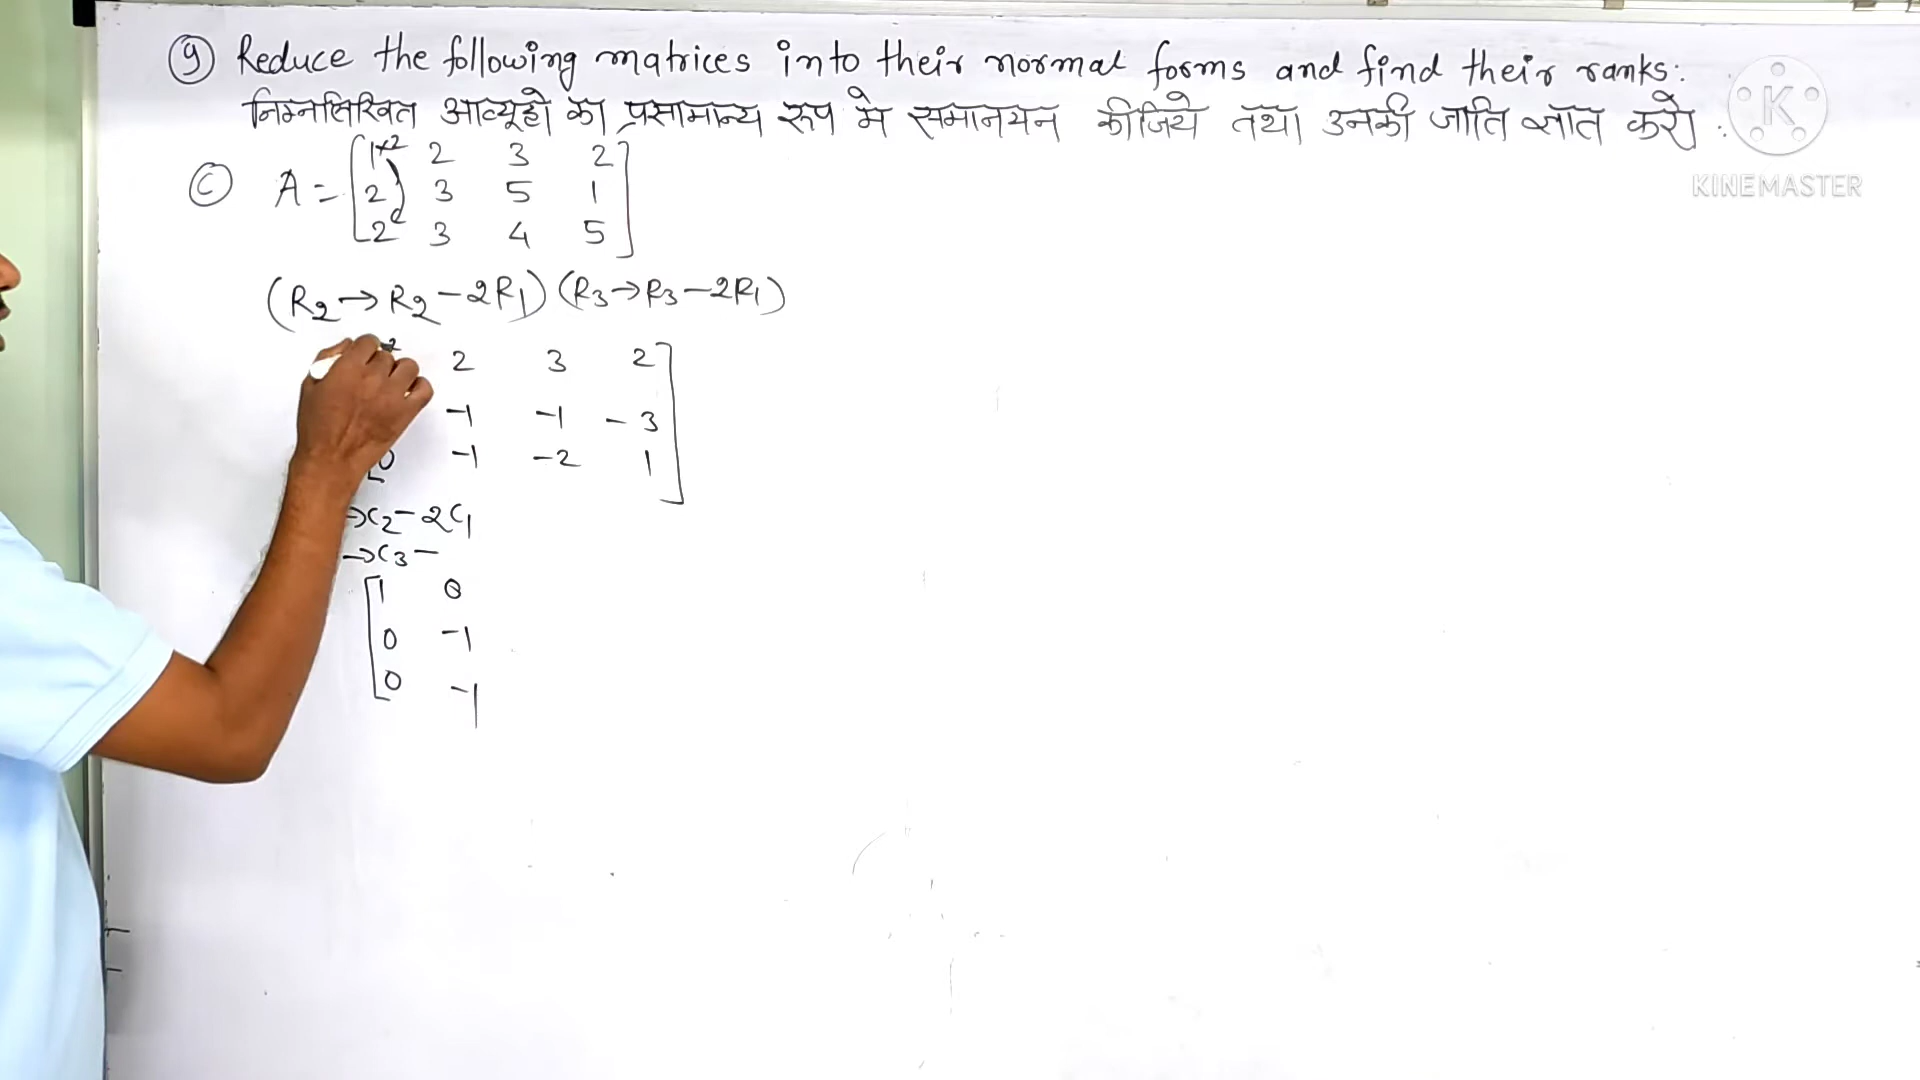 9 Reduce the following matrices into their normal forms and find their ranks:
निम्नलिखित आव्यूहो का प्रसामान्य रूप मे समानयन कीजिये तथा उनकी जाति ज्ञात करो :
KINEMASTER
C A = [1×2 2 3 2
2 3 5 1
2 3 4 5]
(R2→R2-2R1) (R3→R3-2R1)
2 3 2
-1 -1 -3
0 -1 -2 1]
→C2-2C1
→C3-
[1 0
0 -1
0 -1